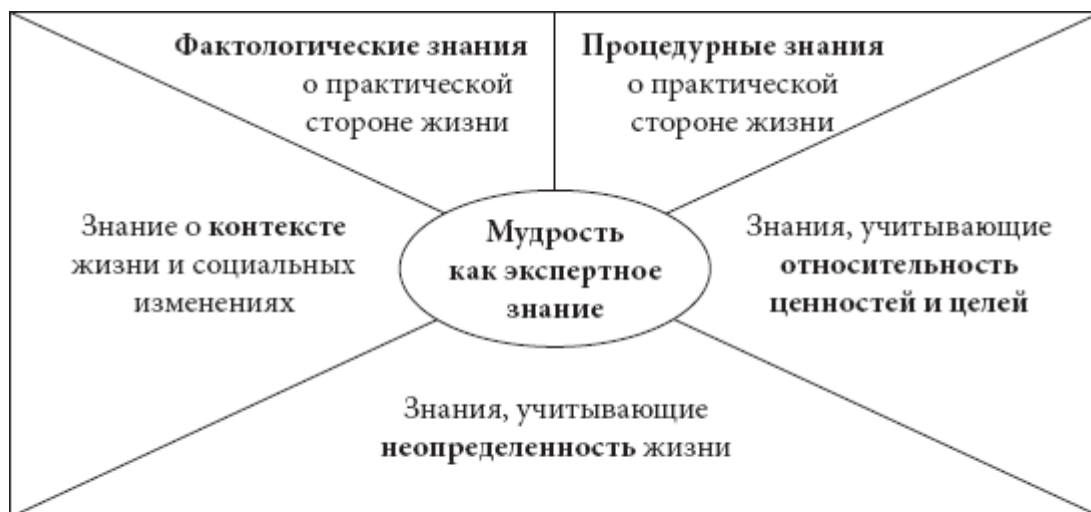 Фактологические знания
о практической
стороне жизни
Процедурные знания
о практической
стороне жизни
Знание о контексте
жизни и социальных
изменениях
Мудрость
как экспертное
знание
Знания, учитывающие
относительность
ценностей и целей
Знания, учитывающие
неопределенность жизни